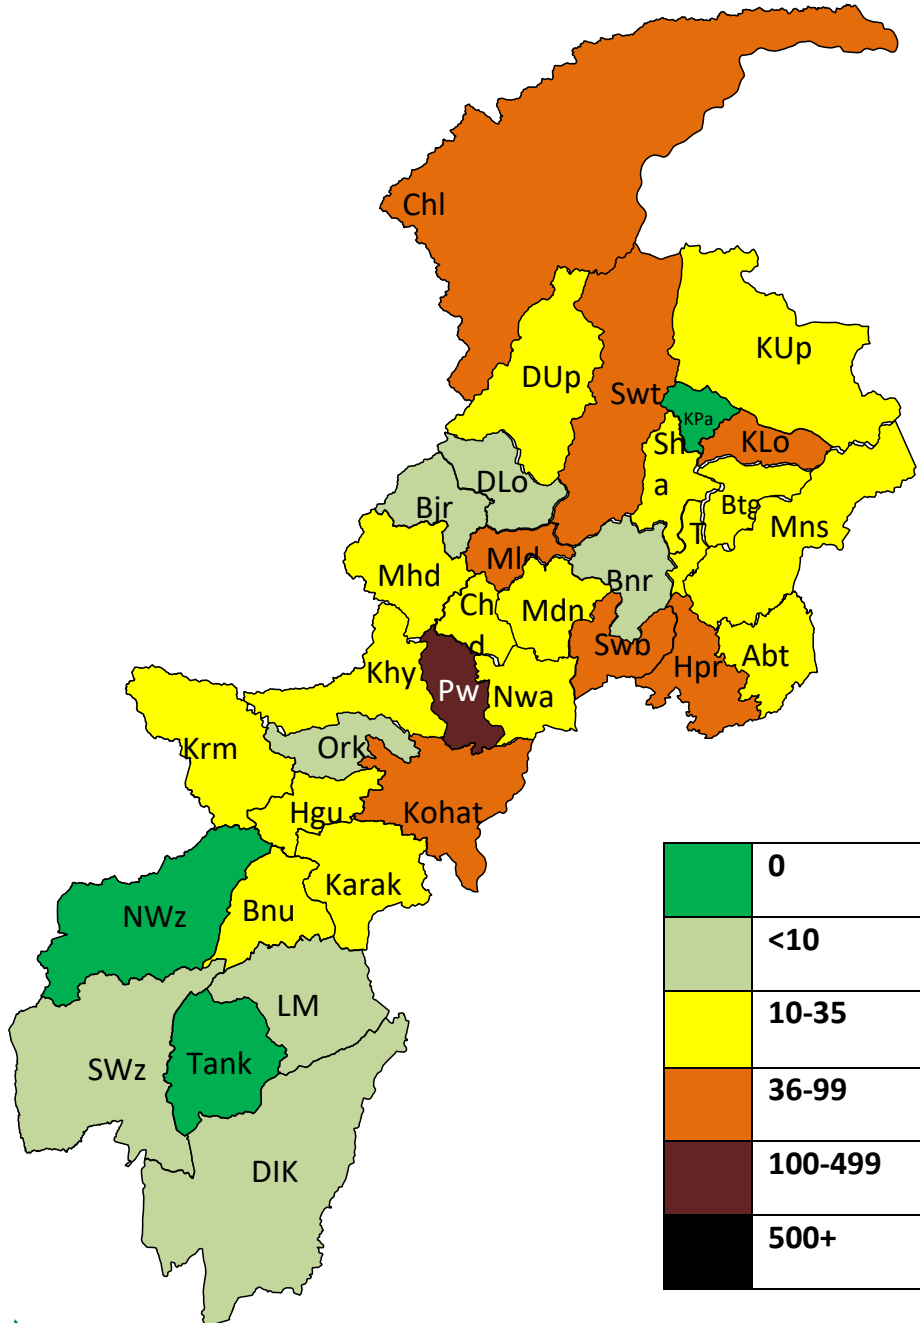 Chl
KUp
DUp
Swt
KPa
KLo
Sh
a
DLo
Bjr
Btg
T
Mns
Mld
Mhd
Bnr
Ch
d
Mdn
Swb
Hpr
Abt
Khy
Pw
Nwa
Krm
Ork
Hgu
Kohat
Karak
NWz
Bnu
LM
SWz
Tank
DIK
0
<10
10-35
36-99
100-499
500+